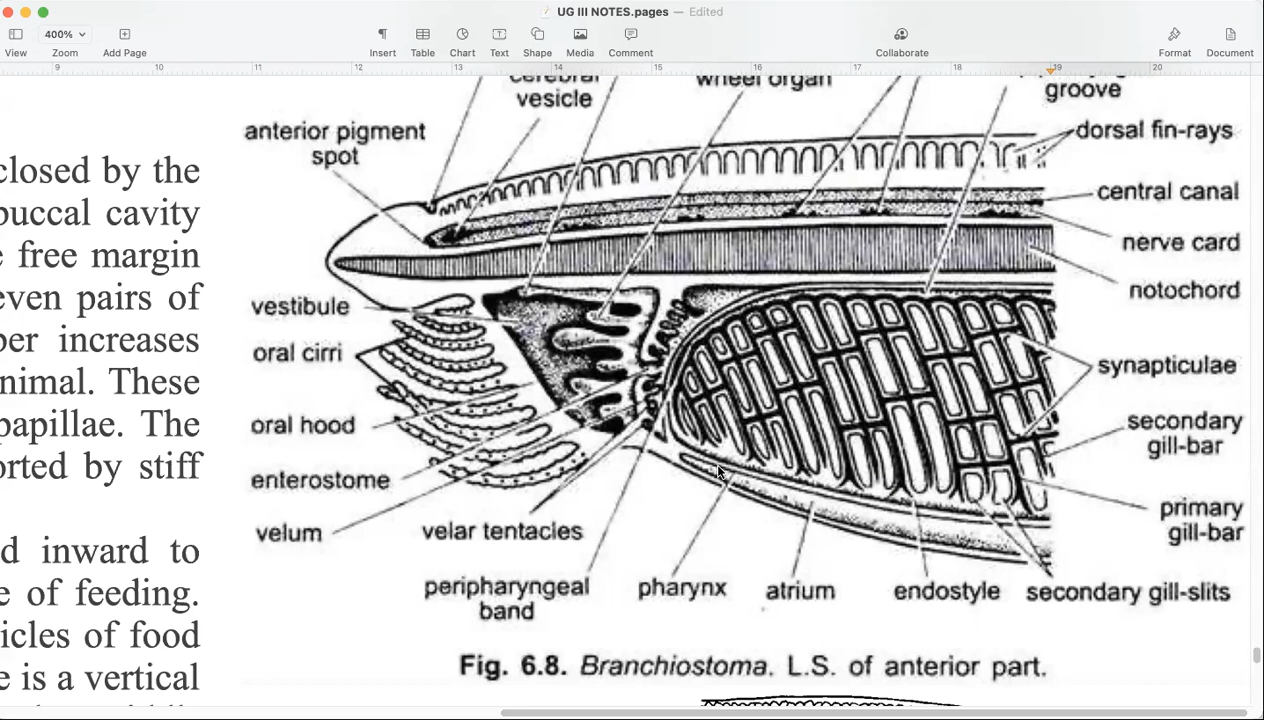 UG III NOTES.pages — Edited
400%
View
Zoom
Add Page
Insert
Table
Chart
Text
Shape
Media
Comment
Collaborate
Format
Document
9 10 11 12 13 14 15 16 17 18 19 20
closed by the
buccal cavity
free margin
even pairs of
increases
These
papillae. The
by stiff
inward to
e of feeding.
of food
e is a vertical
cerebral
vesicle
wheel organ
groove
anterior pigment
spot
dorsal fin-rays
central canal
nerve card
notochord
vestibule
oral cirri
synapticulae
oral hood
secondary
gill-bar
enterostome
velum
velar tentacles
primary
gill-bar
peripharyngeal
band
pharynx
atrium
endostyle
secondary gill-slits
Fig. 6.8. Branchiostoma. L.S. of anterior part.